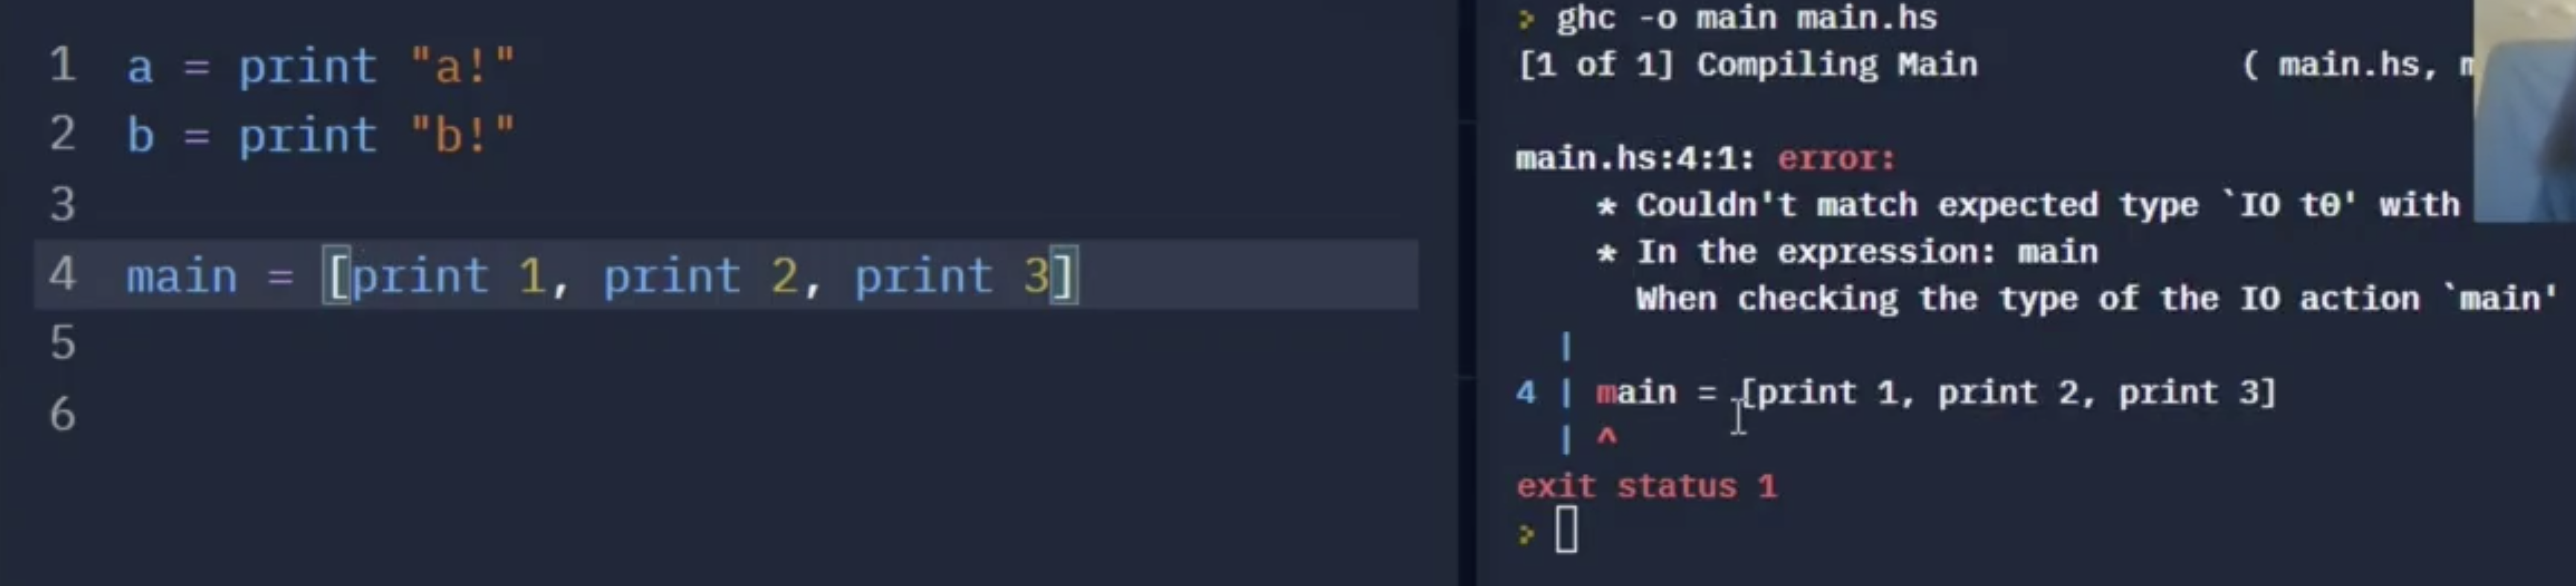 1 a = print "a!"
2 b = print "b!"
3
4 main = [print 1, print 2, print 3]
5
6
> ghc -o main main.hs
[1 of 1] Compiling Main ( main.hs,
main.hs:4:1: error:
* Couldn't match expected type `IO t0' with
* In the expression: main
When checking the type of the IO action `main'
|
4 | main = [print 1, print 2, print 3]
| ^
exit status 1
>